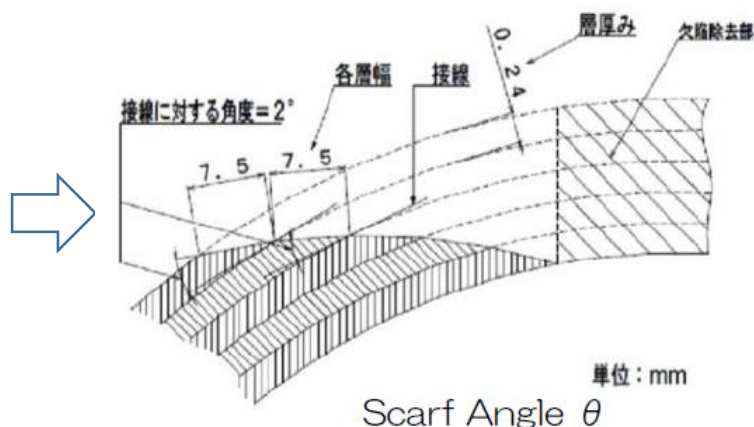 層厚み
0.24
欠陥除去部
各層幅
接線
接線に対する角度=2°
7.5
7.5
単位:mm
Scarf Angle θ